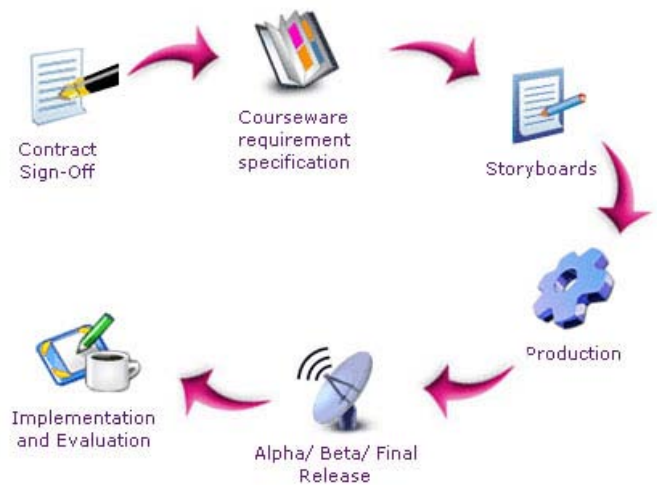 Contract
Sign-Off
Courseware
requirement
specification
Storyboards
Production
Alpha/ Beta/ Final
Release
Implementation
and Evaluation